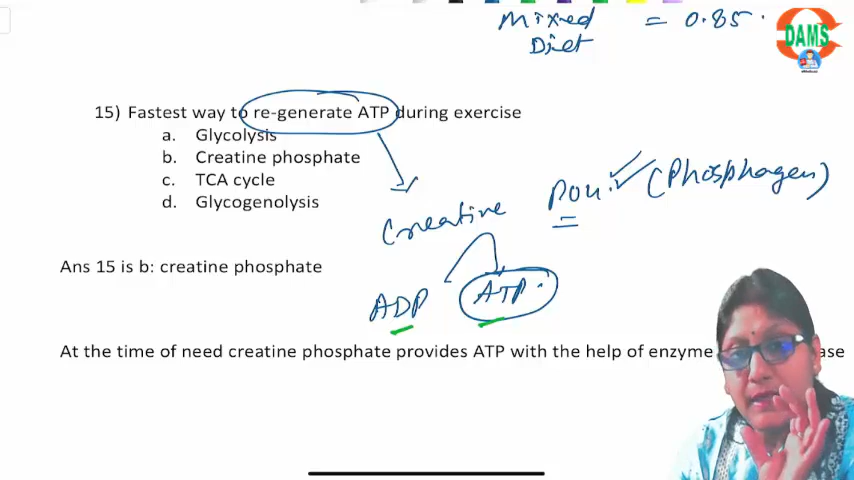 Mixed = 0.85.
Diet
DAMS
15) Fastest way to re-generate ATP during exercise
a. Glycolysis
b. Creatine phosphate
c. TCA cycle
d. Glycogenolysis
Creatine PO4. (Phosphagen)
Ans 15 is b: creatine phosphate
ADP ATP.
At the time of need creatine phosphate provides ATP with the help of enzyme ase